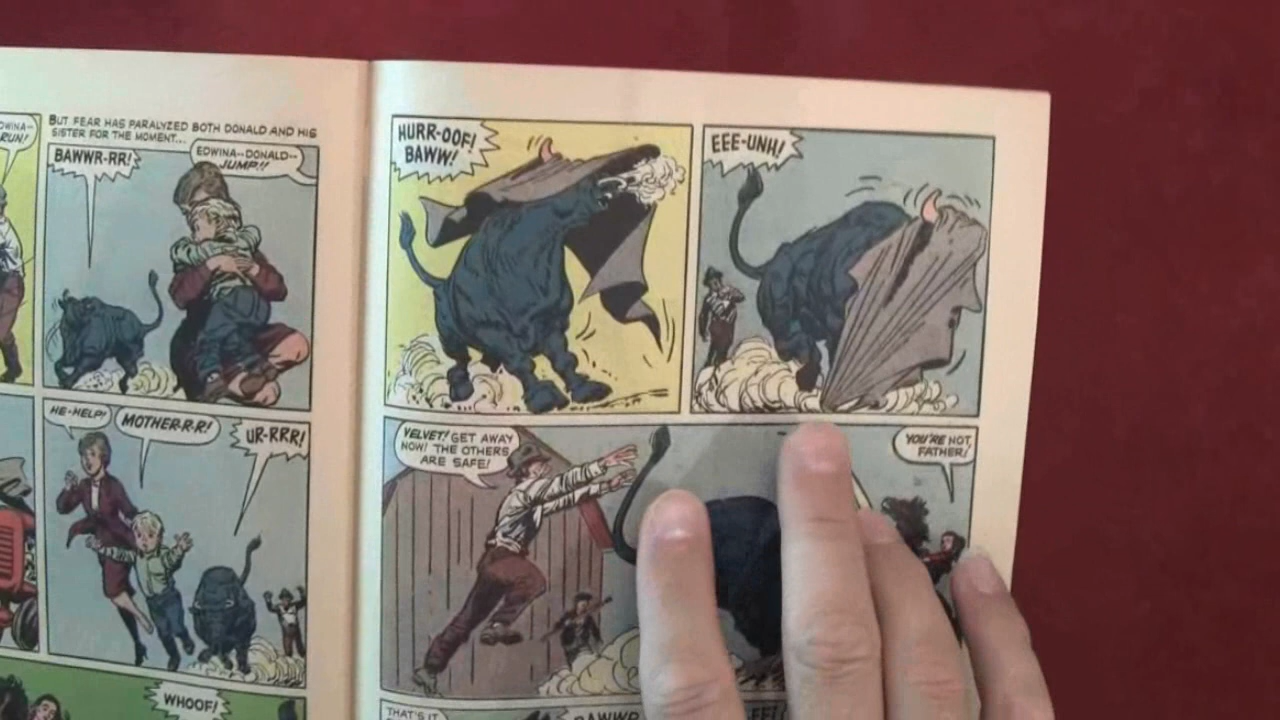 RUN!
BUT FEAR HAS PARALYZED BOTH DONALD AND HIS
SISTER FOR THE MOMENT...
BAWWR-RR!
EDWINA--DONALD--
JUMP!!
HE-HELP!
MOTHER-R-R!
UR-RRR!
WHOOF!
HURR-OOF!
BAWW!
EEE-UNH!
VELVET! GET AWAY
NOW! THE OTHERS
ARE SAFE!
YOU'RE NOT,
FATHER!
THAT'S IT
BAWWR